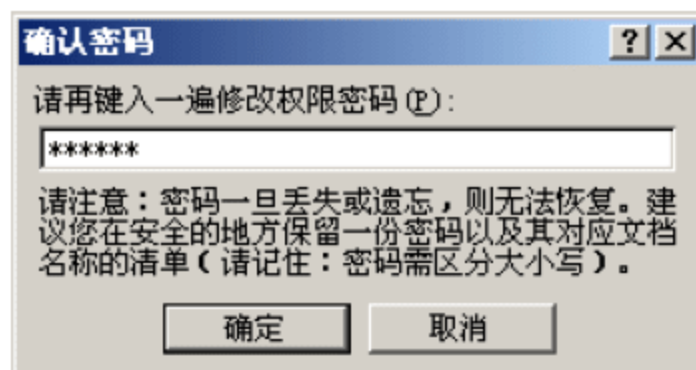 确认密码
请再键入一遍修改权限密码(P):
******
请注意：密码一旦丢失或遗忘，则无法恢复。建
议您在安全的地方保留一份密码以及其对应文档
名称的清单（请记住：密码需区分大小写）。
确定 取消